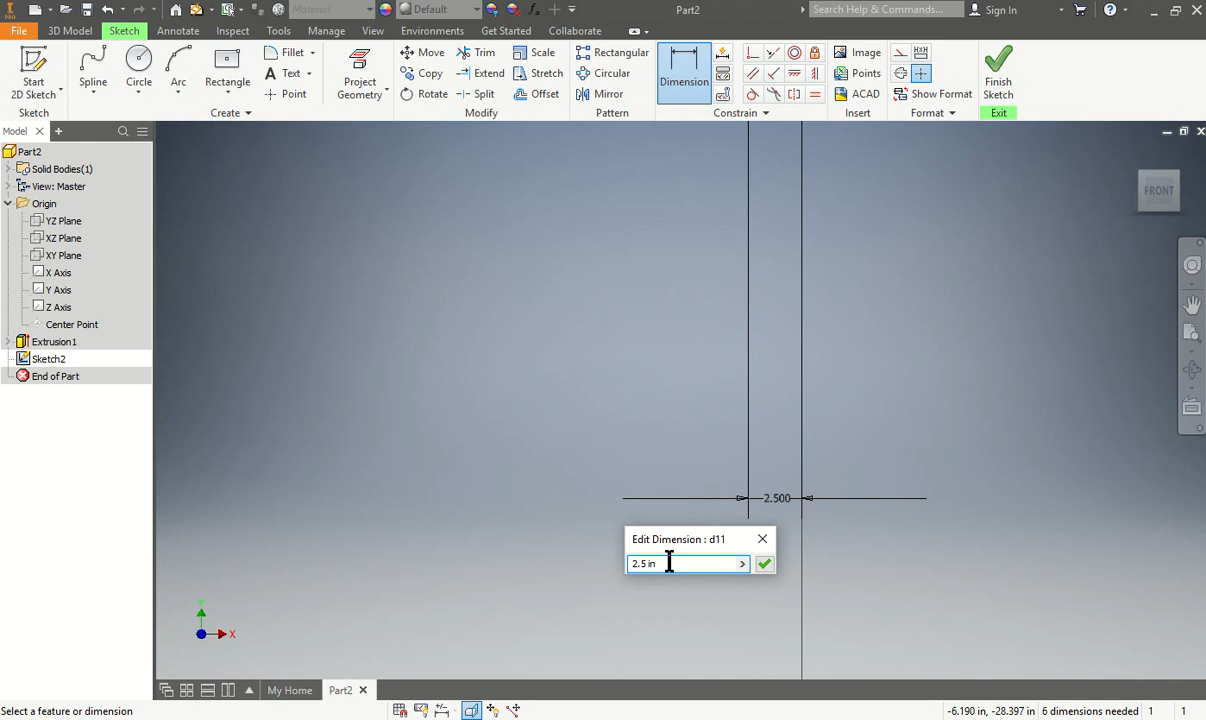 Material
Default
Part2
Search Help & Commands...
Sign In
PRO
File
3D Model
Sketch
Annotate
Inspect
Tools
Manage
View
Environments
Get Started
Collaborate
Start
2D Sketch
Spline
Circle
Arc
Rectangle
Fillet
Text
Point
Project
Geometry
Move
Copy
Rotate
Trim
Extend
Split
Scale
Stretch
Offset
Rectangular
Circular
Mirror
Dimension
Image
Points
ACAD
Show Format
Finish
Sketch
Sketch
Create
Modify
Pattern
Constrain
Insert
Format
Exit
Model
Part2
Solid Bodies(1)
View: Master
Origin
YZ Plane
XZ Plane
XY Plane
X Axis
Y Axis
Z Axis
Center Point
Extrusion1
Sketch2
End of Part
FRONT
2.500
Edit Dimension : d11
2.5 in
Y
X
My Home
Part2
Select a feature or dimension
-6.190 in, -28.397 in
6 dimensions needed
1
1